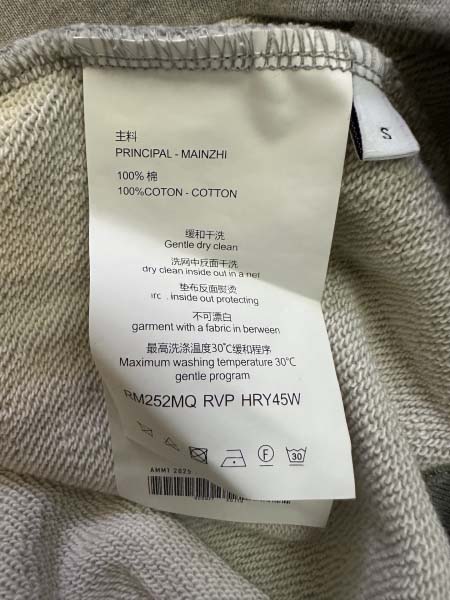 主料
PRINCIPAL - MAINZHI
100% 棉
100%COTON - COTTON
S
缓和干洗
Gentle dry clean
洗网中反面干洗
dry clean inside out in a net
垫布反面熨烫
inside out protecting
不可漂白
garment with a fabric in berween
最高洗涤温度30℃缓和程序
Maximum washing temperature 30℃
gentle program
RM252MQ RVP HRY45W
F
30
AMM1 2025